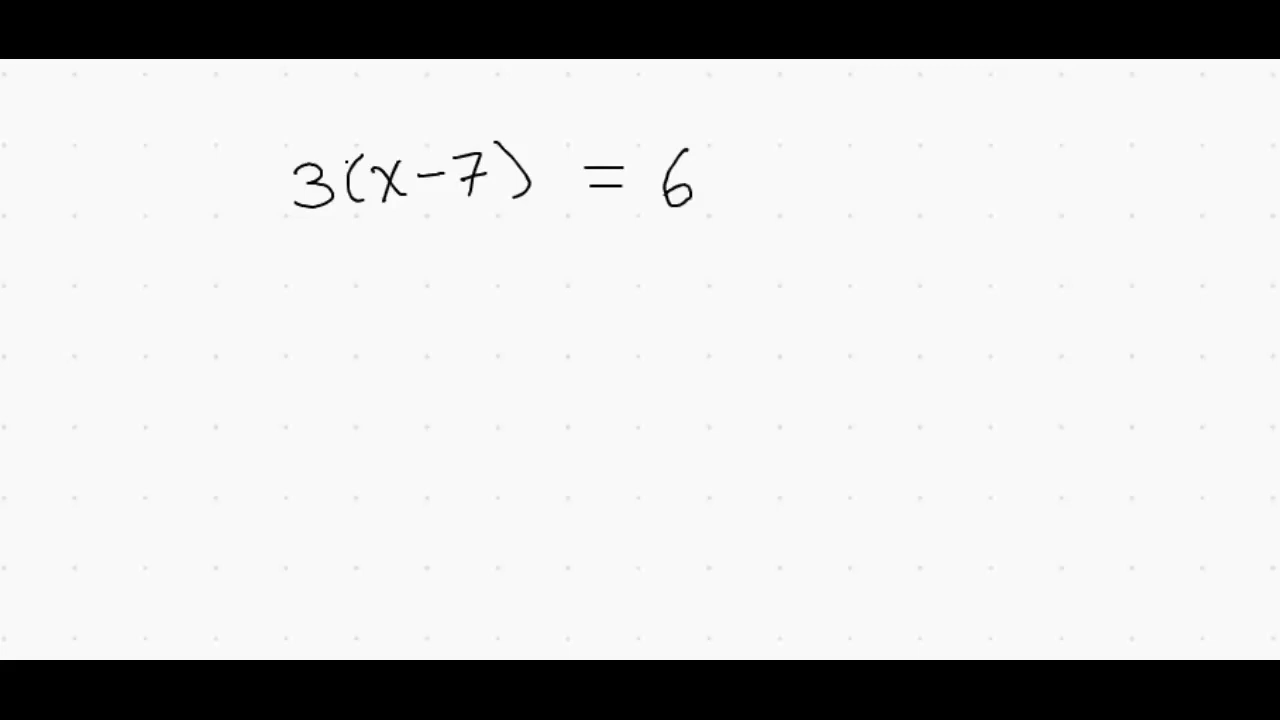 3(x-7) = 6